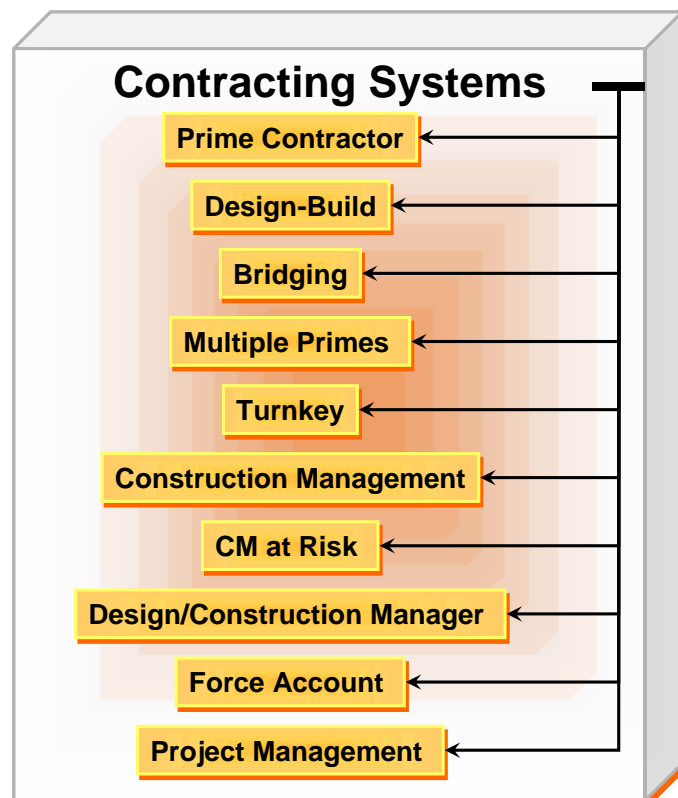 Contracting Systems
Prime Contractor
Design-Build
Bridging
Multiple Primes
Turnkey
Construction Management
CM at Risk
Design/Construction Manager
Force Account
Project Management